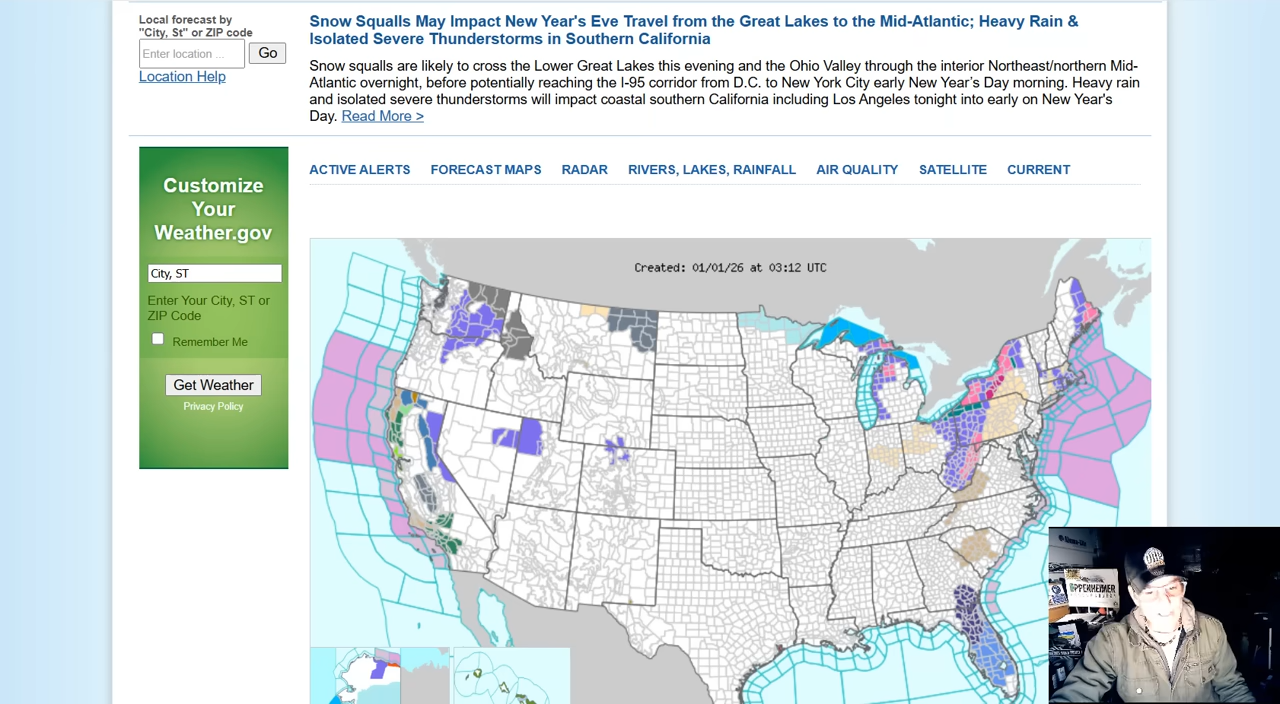 Local forecast by
"City, St" or ZIP code
Enter location ...
Go
Location Help
Snow Squalls May Impact New Year's Eve Travel from the Great Lakes to the Mid-Atlantic; Heavy Rain &
Isolated Severe Thunderstorms in Southern California
Snow squalls are likely to cross the Lower Great Lakes this evening and the Ohio Valley through the interior Northeast/northern Mid-
Atlantic overnight, before potentially reaching the I-95 corridor from D.C. to New York City early New Year's Day morning. Heavy rain
and isolated severe thunderstorms will impact coastal southern California including Los Angeles tonight into early on New Year's
Day. Read More >
Customize
Your
Weather.gov
City, ST
Enter Your City, ST or
ZIP Code
Remember Me
Get Weather
Privacy Policy
ACTIVE ALERTS FORECAST MAPS RADAR RIVERS, LAKES, RAINFALL AIR QUALITY SATELLITE CURRENT
Created: 01/01/26 at 03:12 UTC
OPPENHEIMER